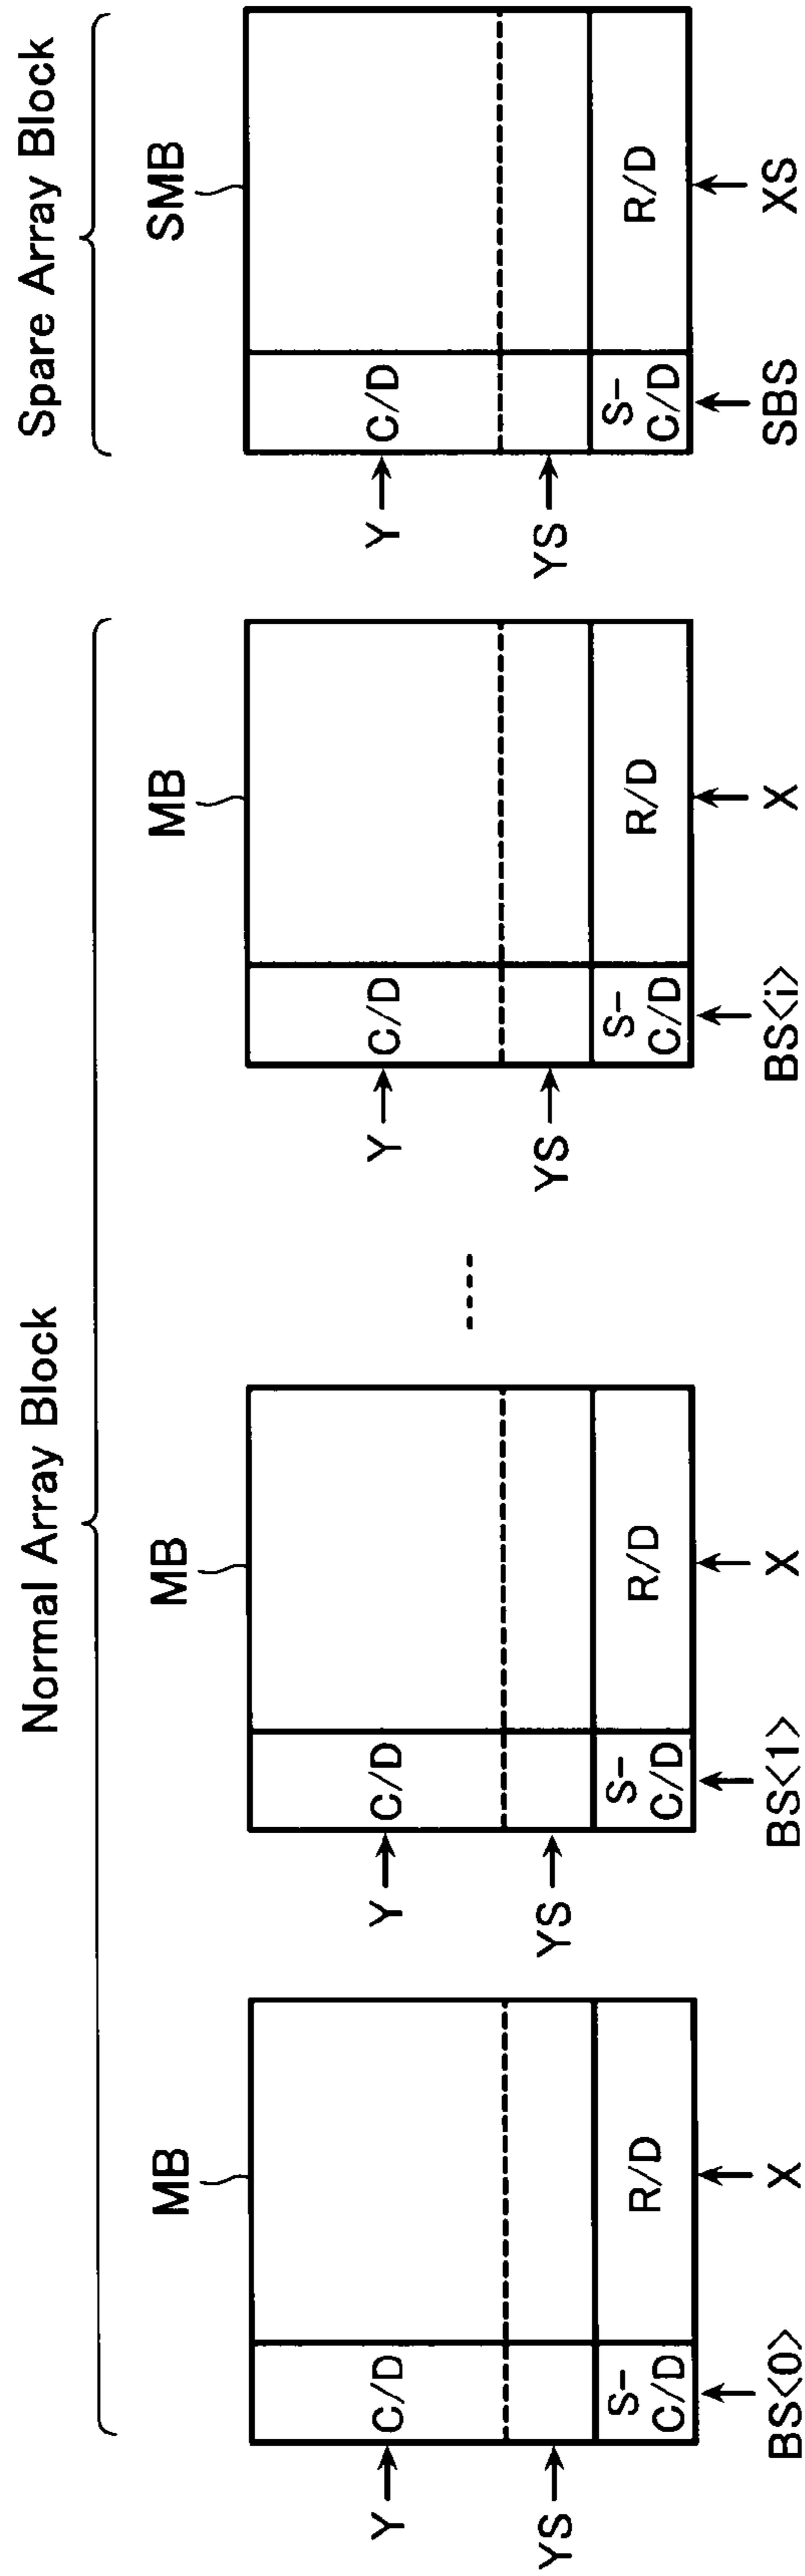 Normal Array Block
Spare Array Block
MB
MB
MB
SMB
Y
C/D
Y
C/D
Y
C/D
Y
C/D
YS
YS
YS
YS
S-
C/D
R/D
S-
C/D
R/D
S-
C/D
R/D
S-
C/D
R/D
BS<0>
X
BS<1>
X
BS<i>
X
SBS
XS